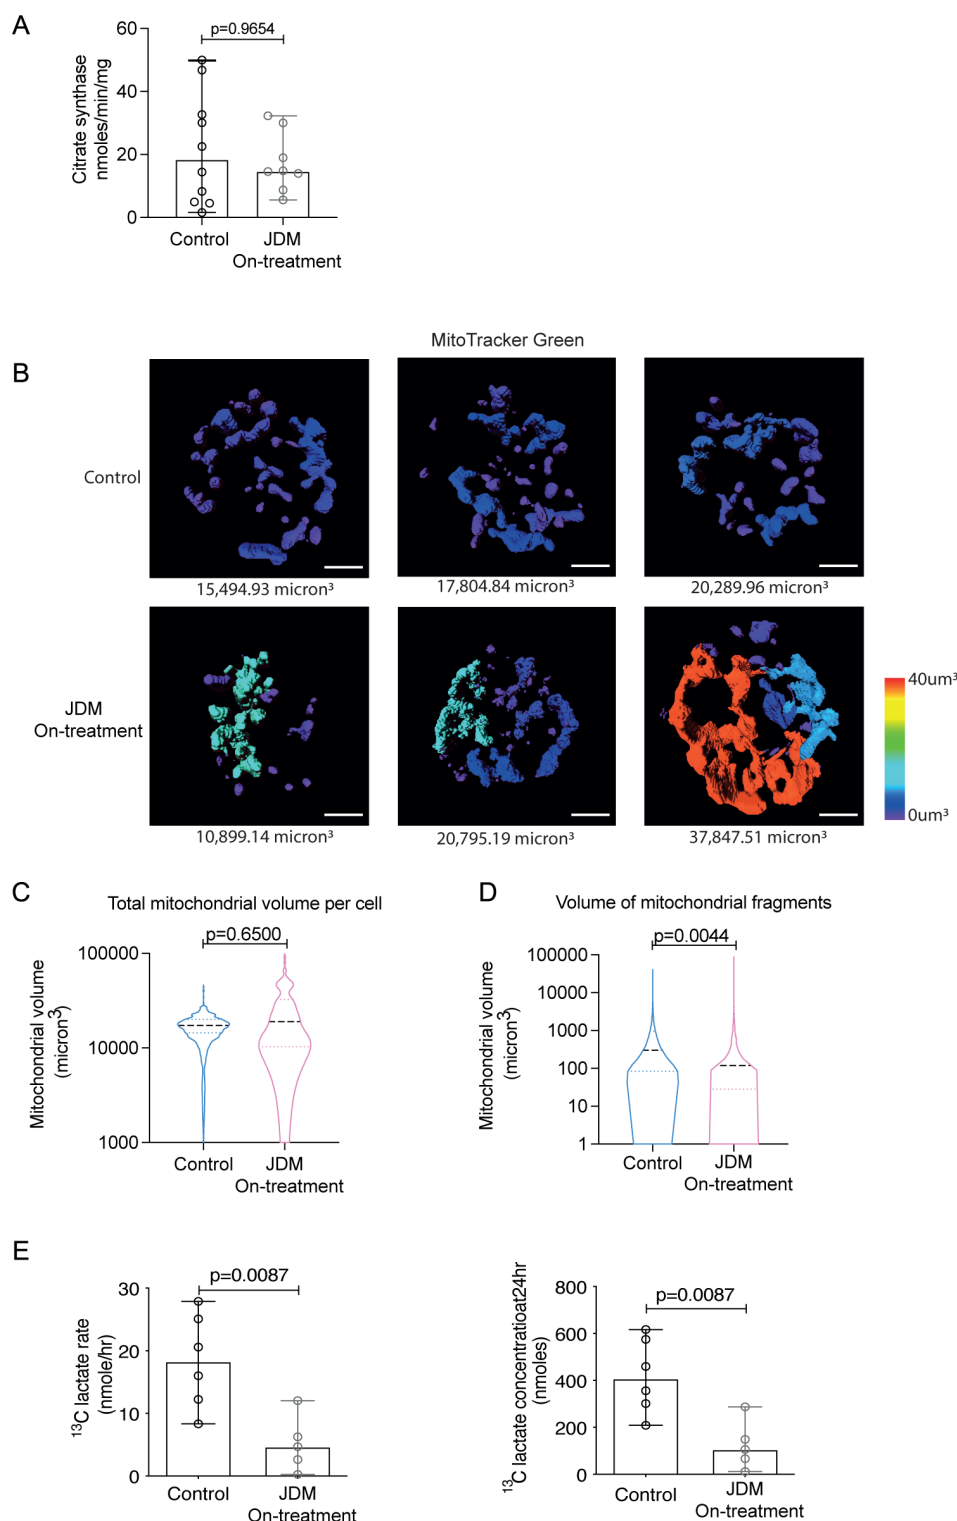 A
p=0.9654
60
40
20
0
Citrate synthase
nmoles/min/mg
Control
JDM
On-treatment
MitoTracker Green
B
Control
15,494.93 micron³
17,804.84 micron³
20,289.96 micron³
JDM
On-treatment
10,899.14 micron³
20,795.19 micron³
37,847.51 micron³
40um³
0um³
C
Total mitochondrial volume per cell
p=0.6500
100000
10000
1000
Mitochondrial volume
(micron³)
Control
JDM
On-treatment
D
Volume of mitochondrial fragments
p=0.0044
100000
10000
1000
100
10
1
Mitochondrial volume
(micron³)
Control
JDM
On-treatment
E
p=0.0087
30
20
10
0
¹³C lactate rate
(nmole/hr)
Control
JDM
On-treatment
p=0.0087
800
600
400
200
0
¹³C lactate concentratioat24hr
(nmoles)
Control
JDM
On-treatment